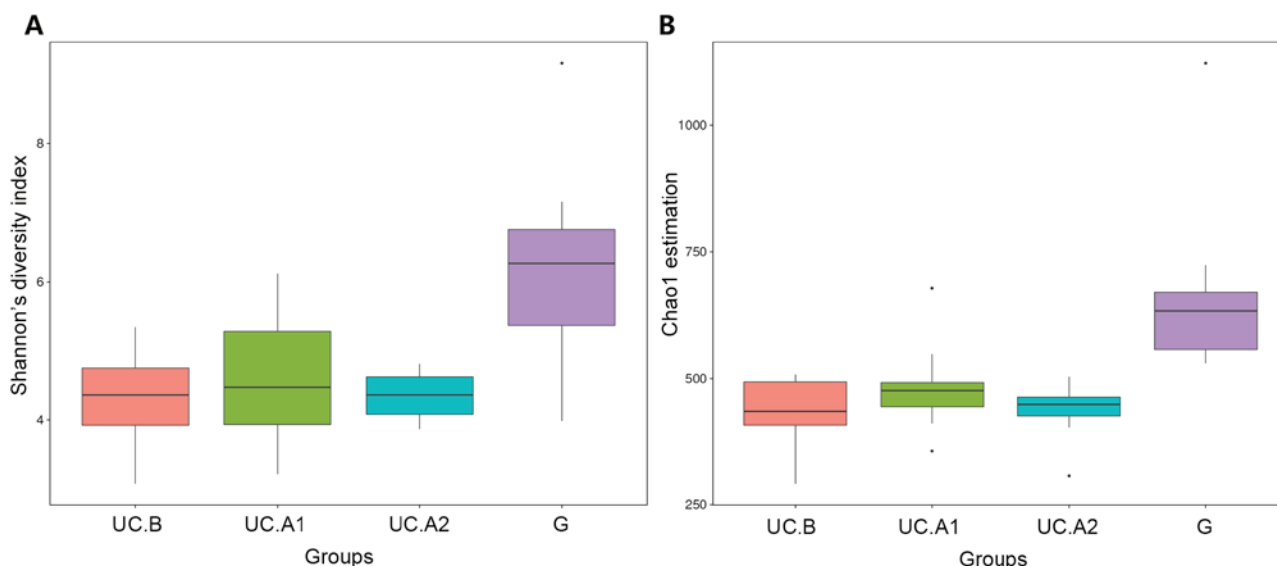 A
Shannon's diversity index
8
6
4
UC.B UC.A1 UC.A2 G
Groups
B
Chao1 estimation
1000
750
500
250
UC.B UC.A1 UC.A2 G
Groups